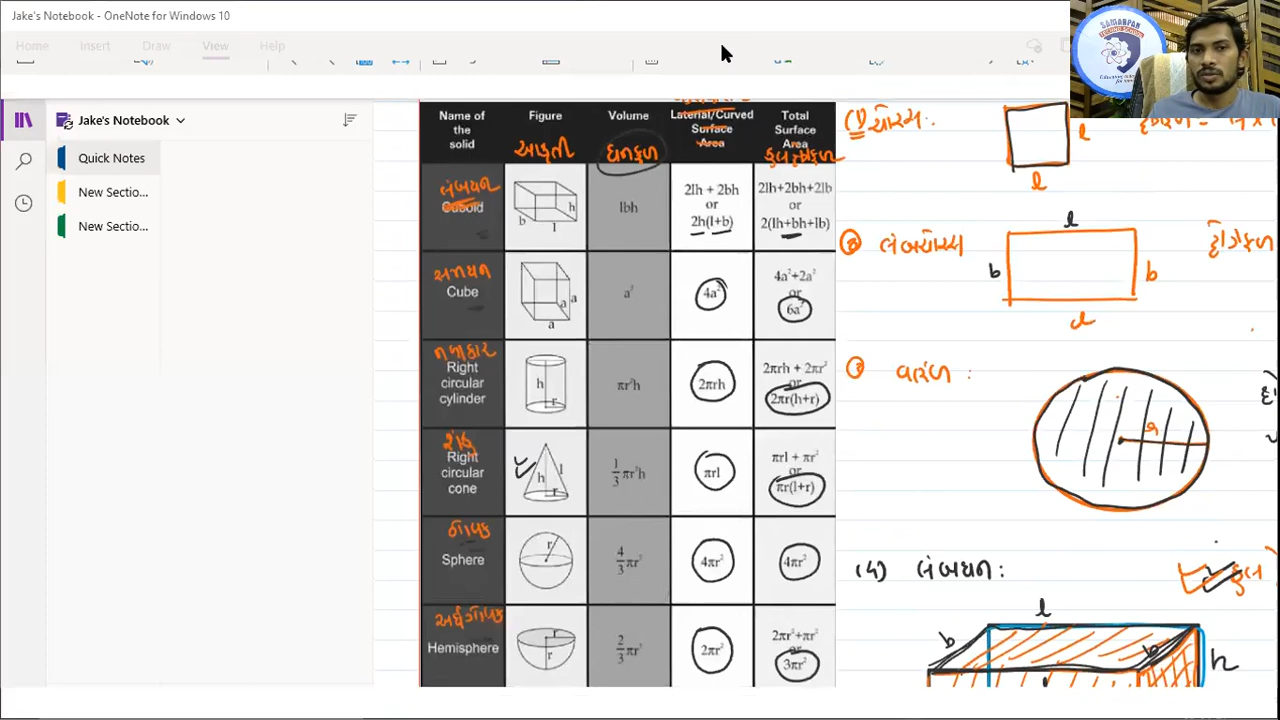 Jake's Notebook - OneNote for Windows 10
SAMARPAN
TECHNO SCHOOL
Home Insert Draw View Help
Jake's Notebook
Quick Notes
New Sectio...
New Sectio...
Name of the solid
Figure
Volume
Laterial/Curved Surface Area
Total Surface Area
આકૃતી
ઘનફળ
લંબઘન
Cuboid
b l h
lbh
2lh + 2bh
or
2h(l+b)
2lh+2bh+2lb
or
2(lh+bh+lb)
સમઘન
Cube
a a a
a³
4a²
4a²+2a²
or
6a²
નળાકાર
Right circular cylinder
h r
πr²h
2πrh
2πrh + 2πr²
or
2πr(h+r)
શંકુ
Right circular cone
h l r
1/3 πr²h
πrl
πrl + πr²
or
πr(l+r)
ગોલક
Sphere
r
4/3 πr³
4πr²
4πr²
અર્ધગોલક
Hemisphere
r r
2/3 πr³
2πr²
2πr²+πr²
or
3πr²
(1) ચોરસ:
l
l
② લંબચોરસ
l
b b
l
③ વર્તુળ :
r
(4) લંબઘન:
l
b b h